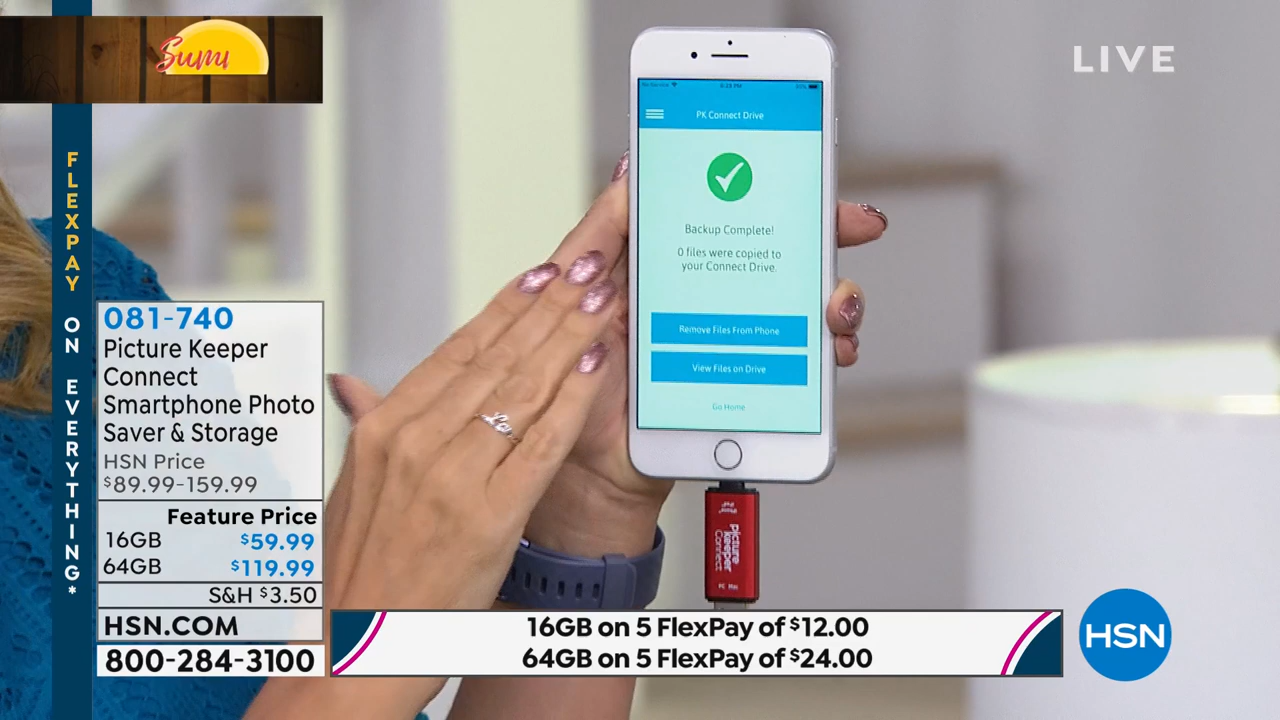 Sum
LIVE
FLEXPAY ON EVERYTHING*
081-740
Picture Keeper
Connect
Smartphone Photo
Saver & Storage
HSN Price
$89.99-159.99
Feature Price
16GB $59.99
64GB $119.99
S&H $3.50
HSN.COM
800-284-3100
PK Connect Drive
Backup Complete!
0 files were copied to
your Connect Drive.
Remove Files From Phone
View Files on Drive
Go Home
Picture
Keeper
Connect
16GB on 5 FlexPay of $12.00
64GB on 5 FlexPay of $24.00
HSN